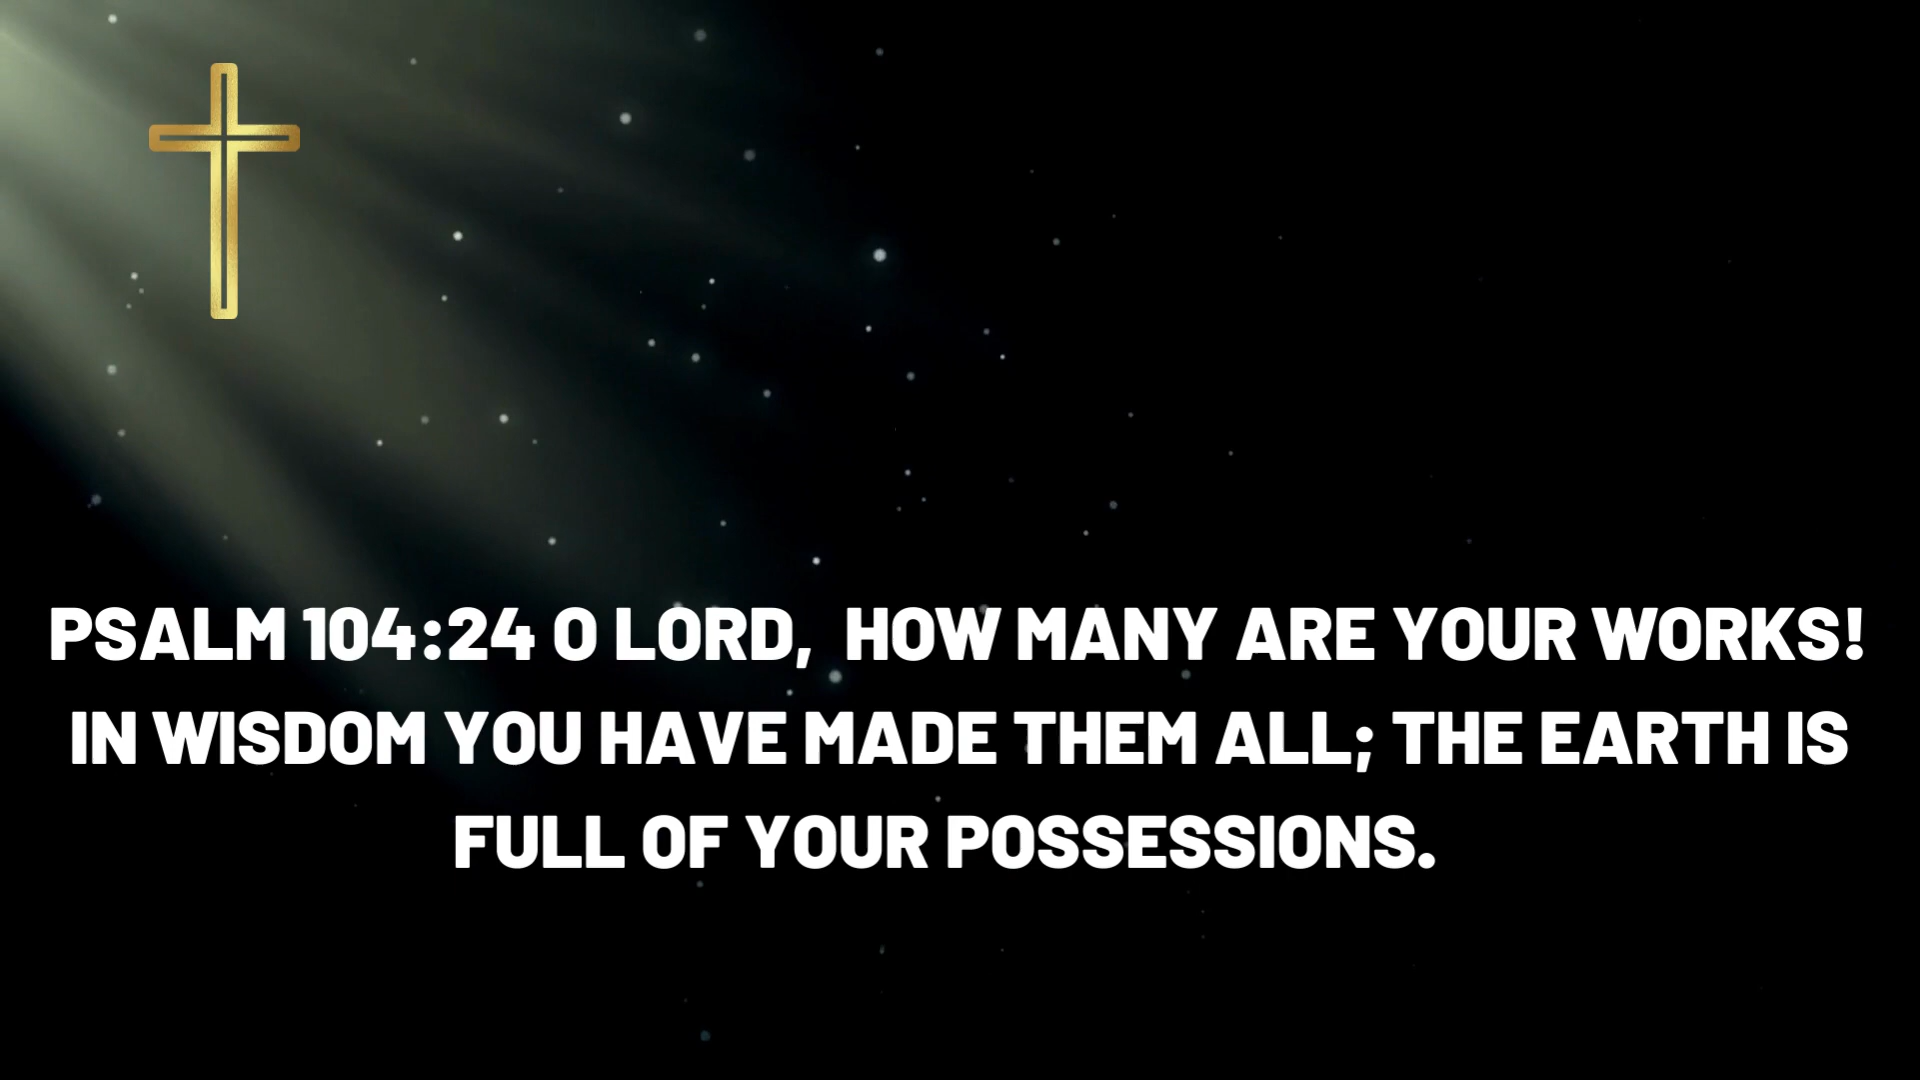 PSALM 104:24 O LORD, HOW MANY ARE YOUR WORKS!
IN WISDOM YOU HAVE MADE THEM ALL; THE EARTH IS
FULL OF YOUR POSSESSIONS.